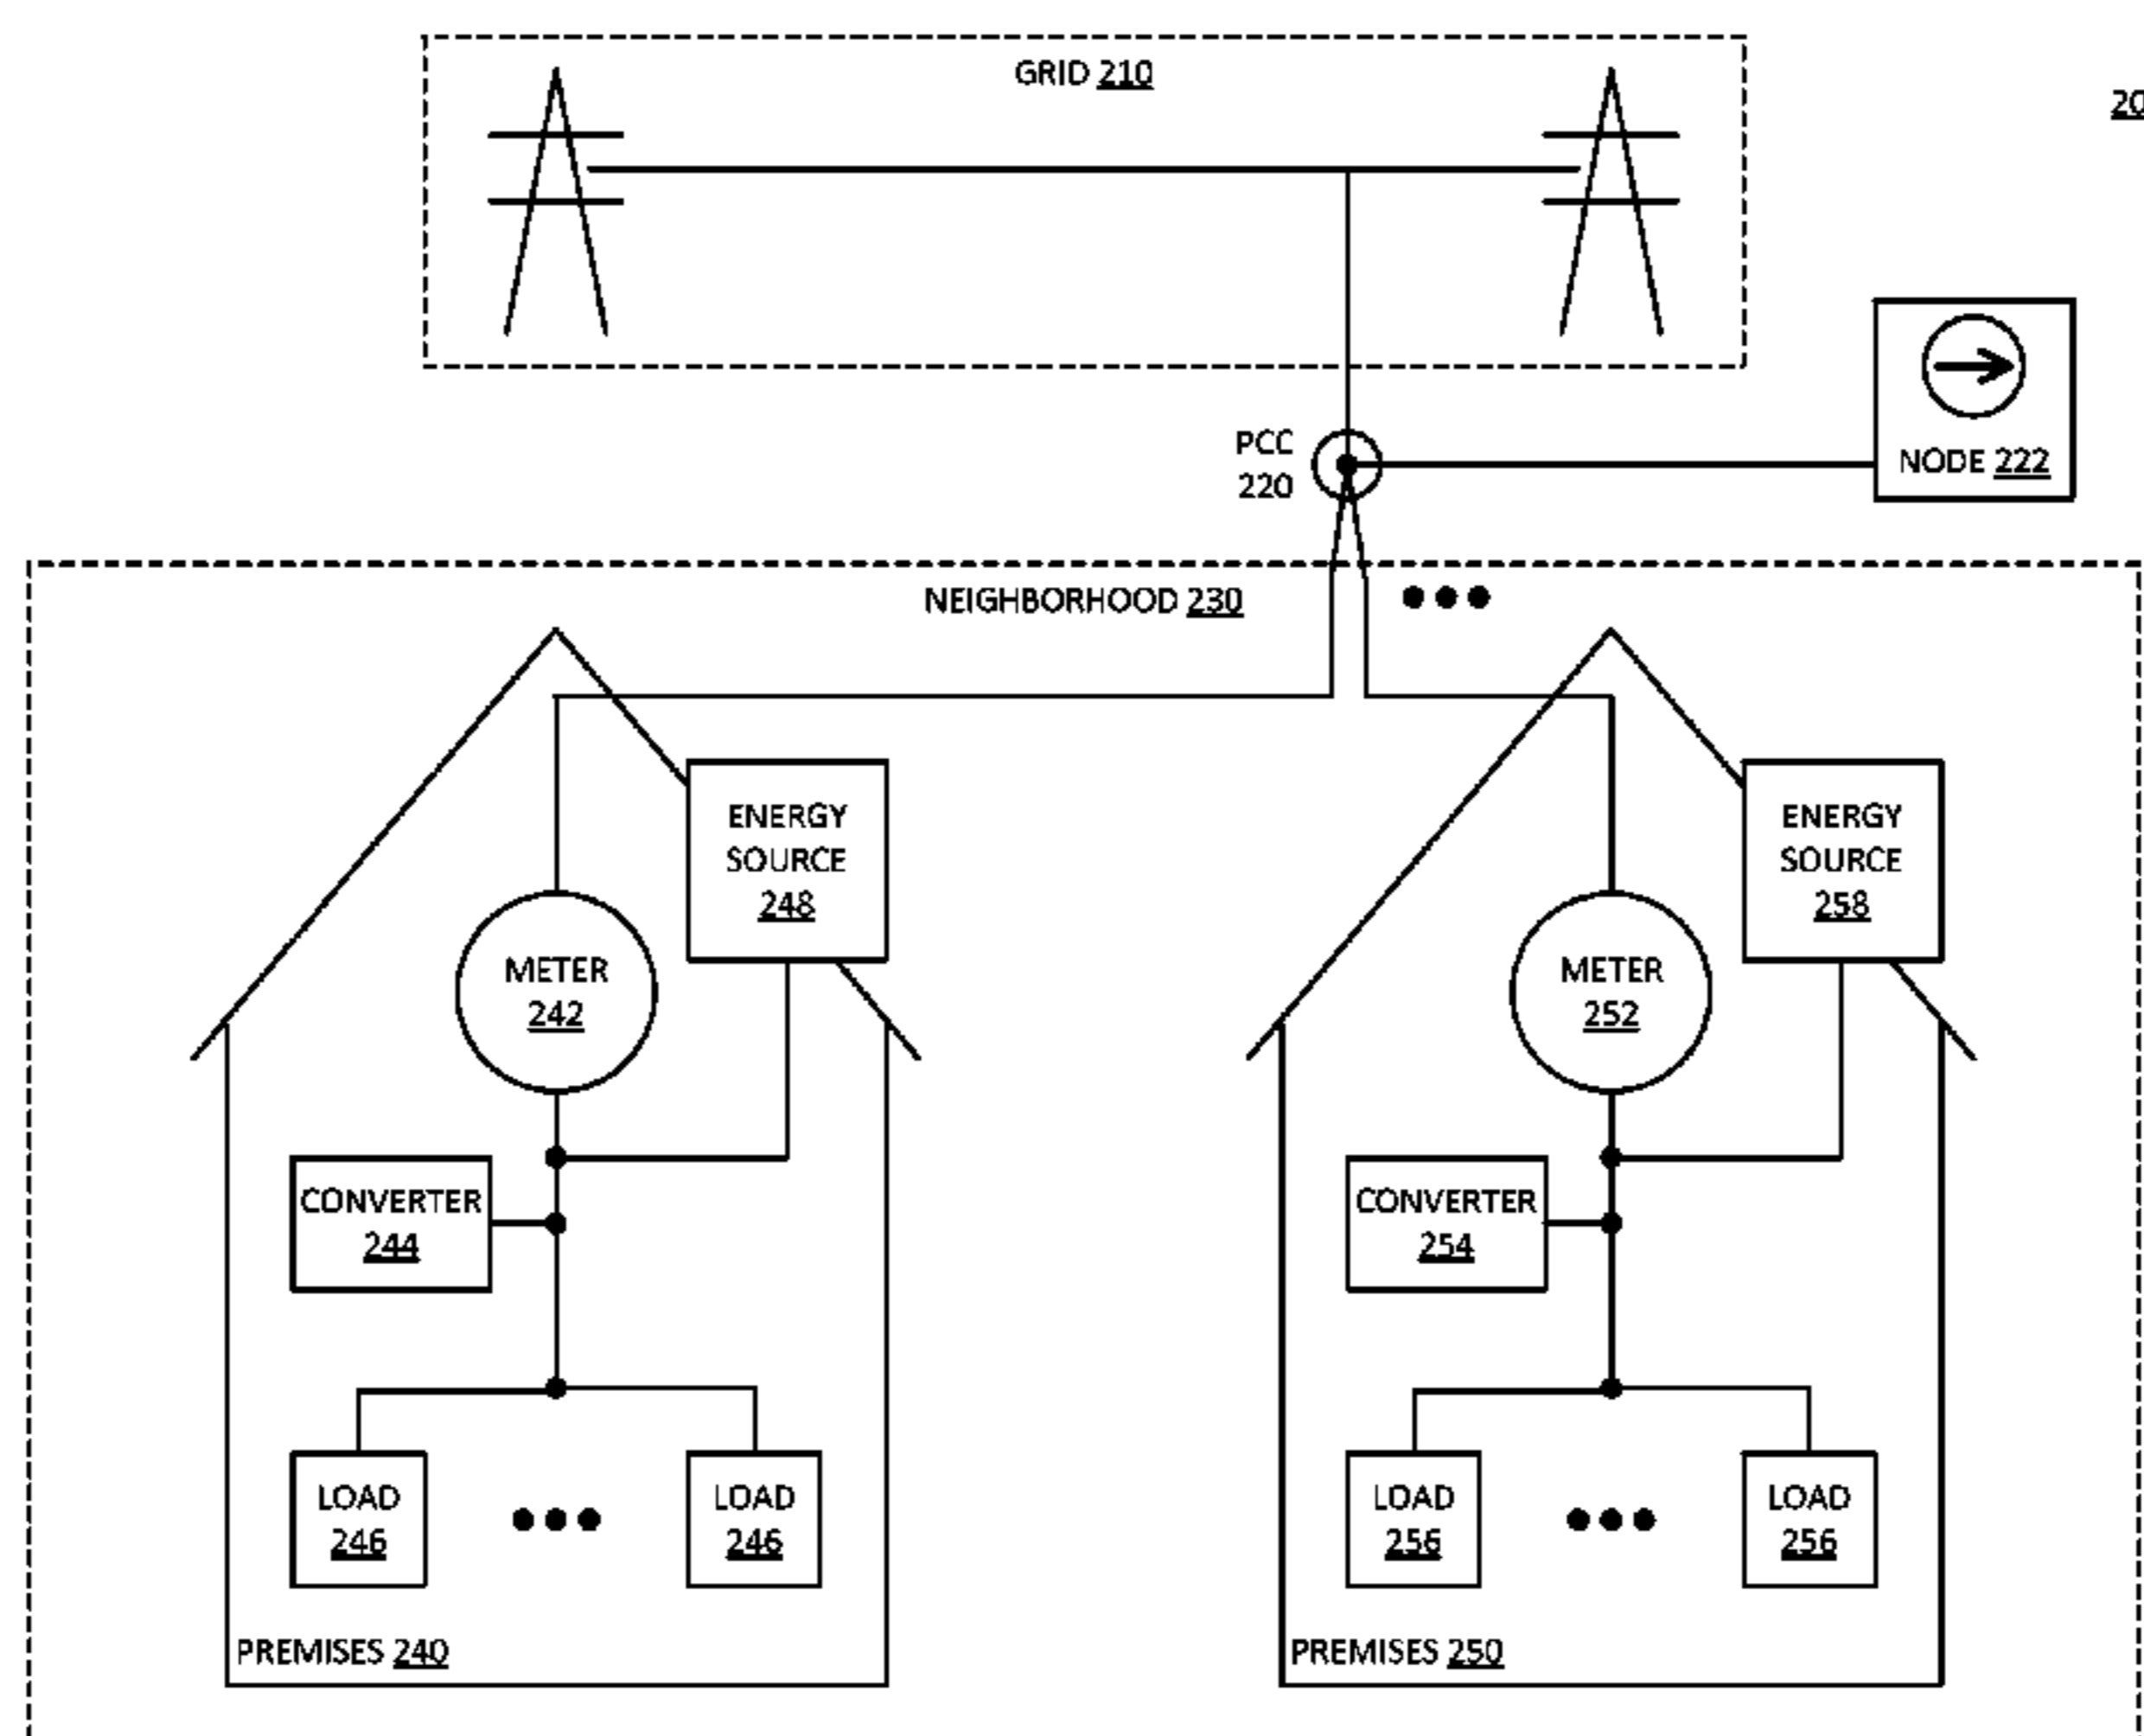 GRID 210
20
PCC
220
NODE 222
NEIGHBORHOOD 230
ENERGY
SOURCE
248
METER
242
CONVERTER
244
LOAD
246
LOAD
246
PREMISES 240
ENERGY
SOURCE
258
METER
252
CONVERTER
254
LOAD
256
LOAD
256
PREMISES 250